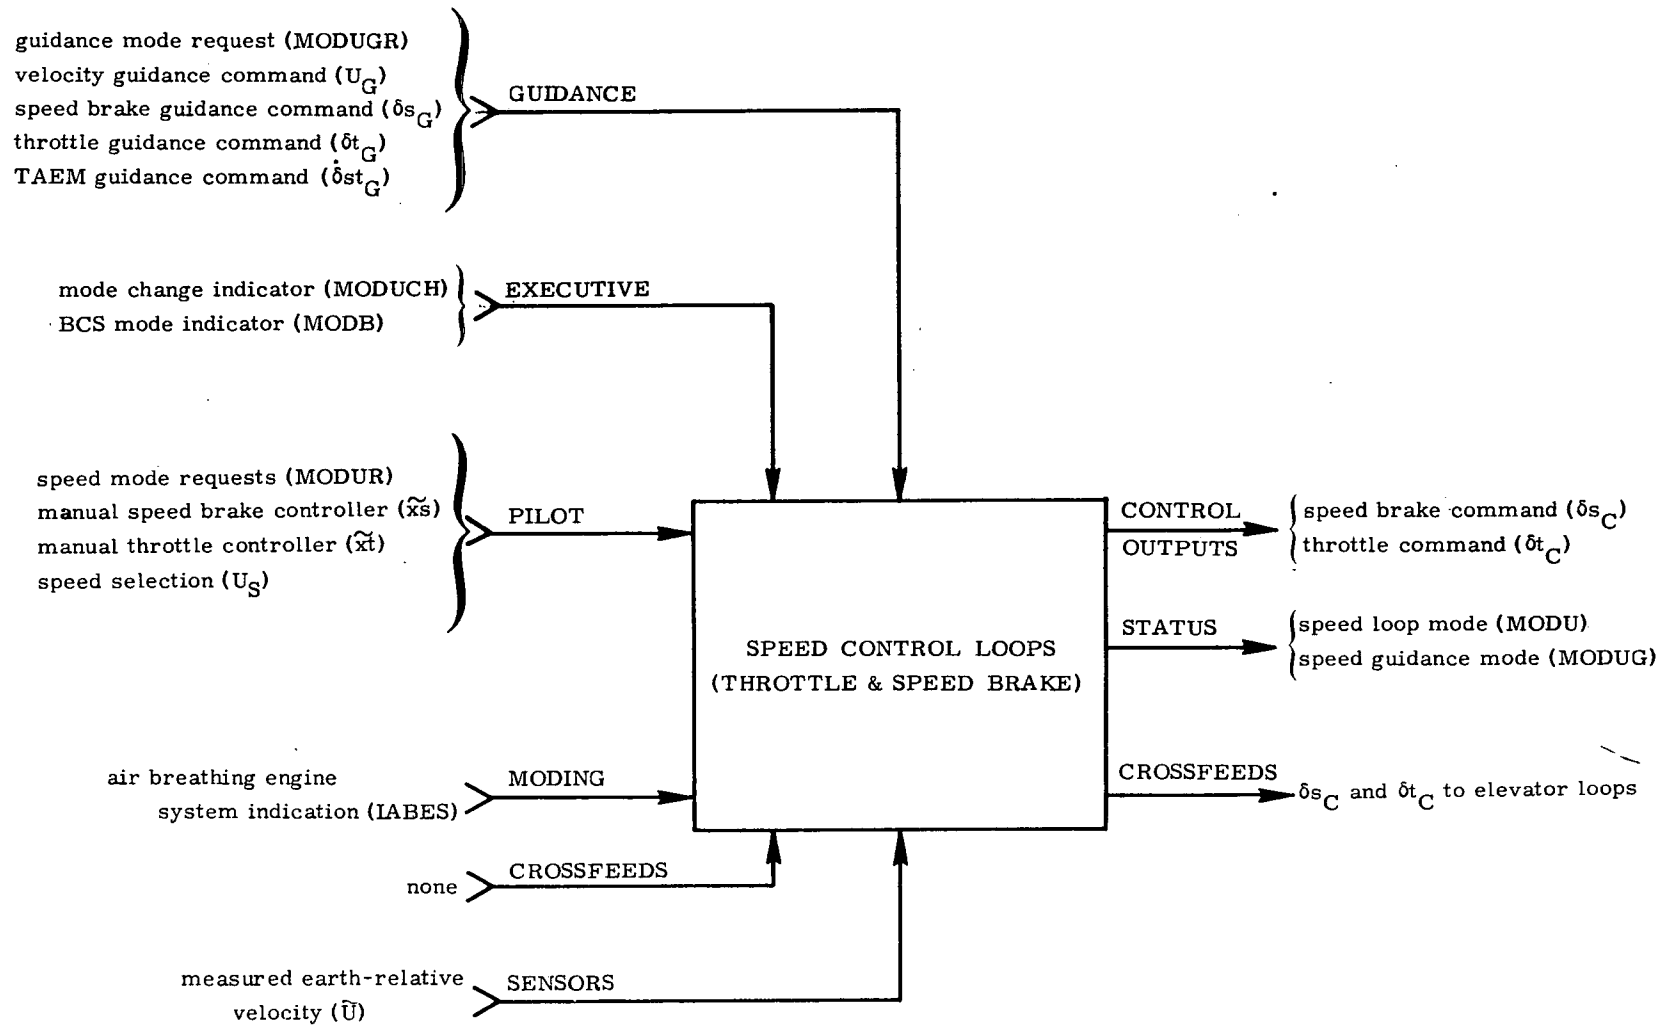 guidance mode request (MODUGR)
velocity guidance command (U_G)
speed brake guidance command (δs_G)
throttle guidance command (δt_G)
TAEM guidance command (δ̇st_G)
GUIDANCE
mode change indicator (MODUCH)
BCS mode indicator (MODB)
EXECUTIVE
speed mode requests (MODUR)
manual speed brake controller (x͂s)
manual throttle controller (x͂t)
speed selection (U_S)
PILOT
SPEED CONTROL LOOPS
(THROTTLE & SPEED BRAKE)
CONTROL
OUTPUTS
speed brake command (δs_C)
throttle command (δt_C)
STATUS
speed loop mode (MODU)
speed guidance mode (MODUG)
CROSSFEEDS
δs_C and δt_C to elevator loops
air breathing engine
system indication (IABES)
MODING
none
CROSSFEEDS
measured earth-relative
velocity (Ũ)
SENSORS